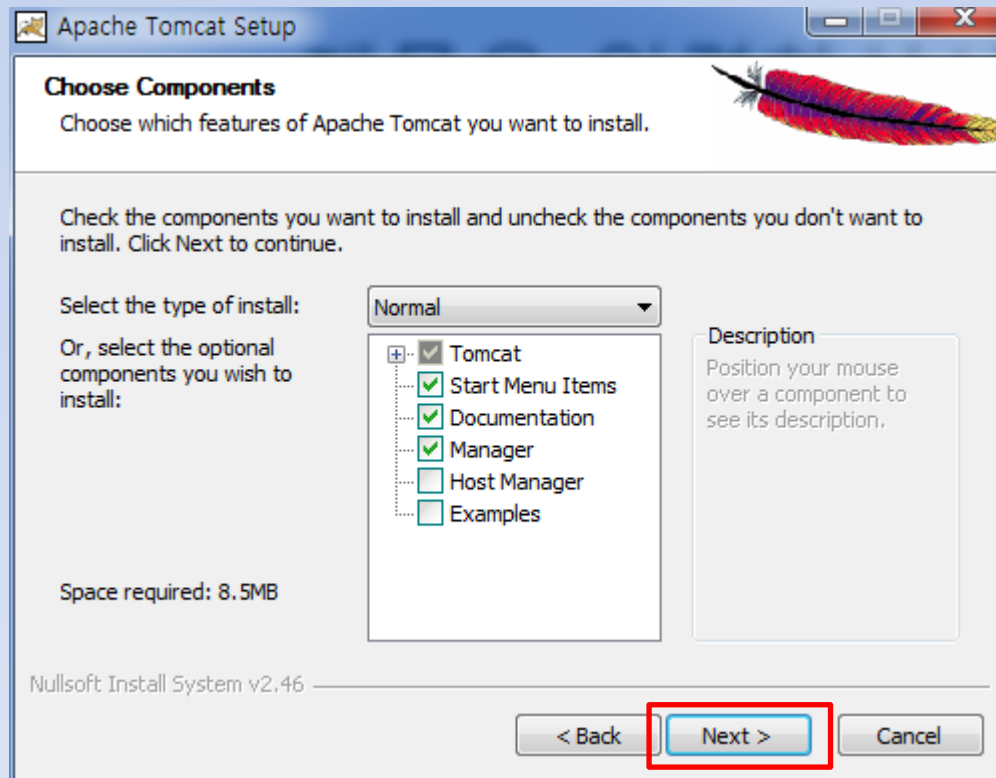 Apache Tomcat Setup
Choose Components
Choose which features of Apache Tomcat you want to install.
Check the components you want to install and uncheck the components you don't want to
install. Click Next to continue.
Select the type of install:
Normal
Or, select the optional
components you wish to
install:
Tomcat
Start Menu Items
Documentation
Manager
Host Manager
Examples
Description
Position your mouse
over a component to
see its description.
Space required: 8.5MB
Nullsoft Install System v2.46
< Back
Next >
Cancel